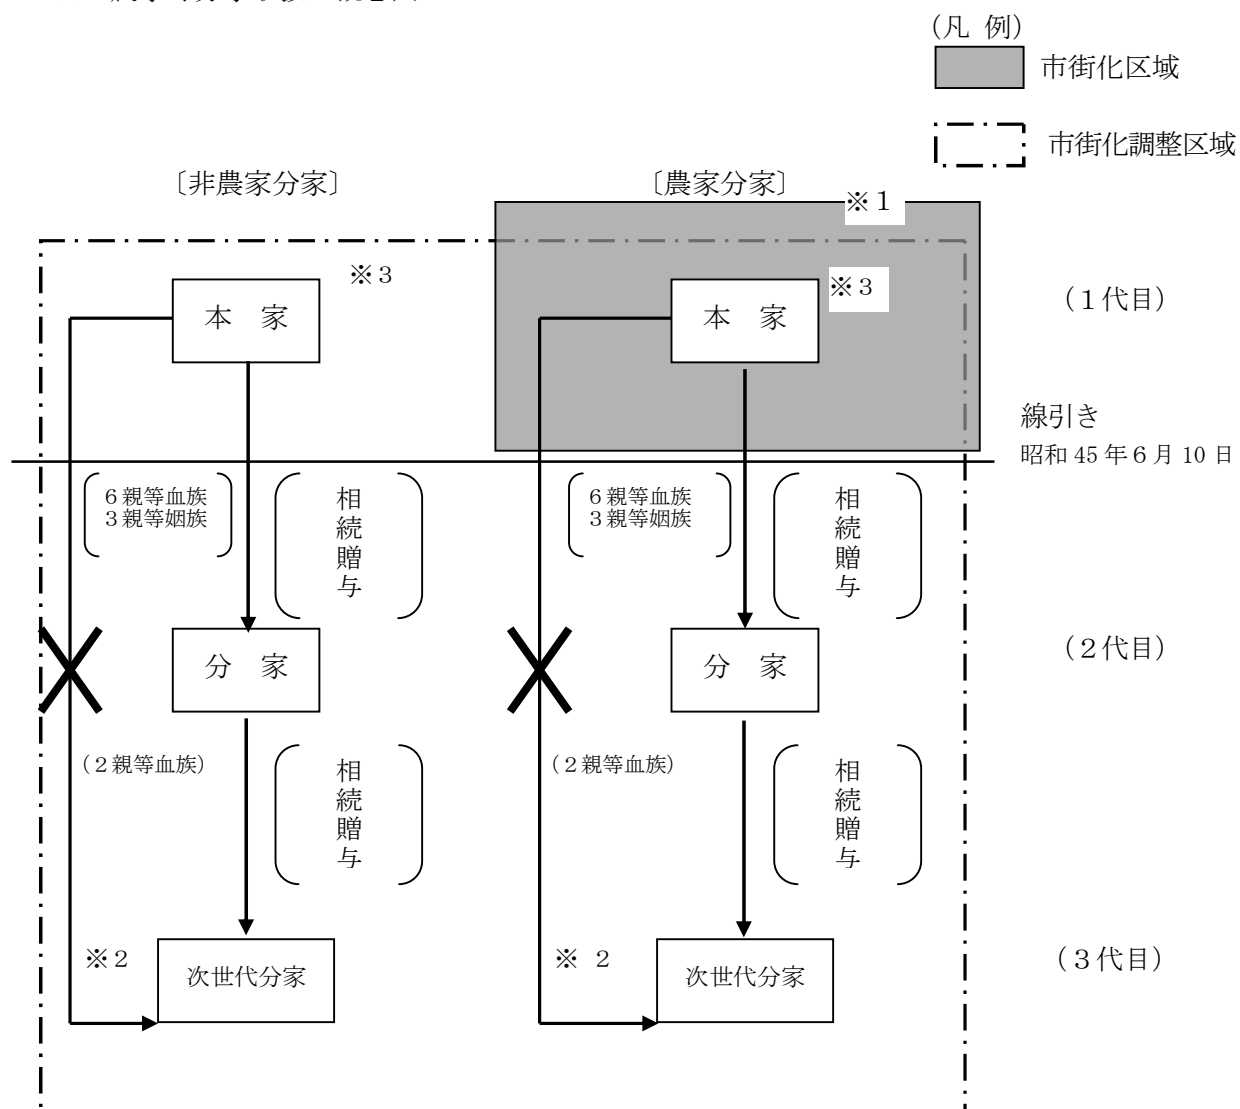 (凡 例)
市街化区域
市街化調整区域
〔非農家分家〕
〔農家分家〕
※１
※３
本 家
※３
本 家
(１代目)
線引き
昭和 45 年６月 10 日
６親等血族
３親等姻族
相続贈与
６親等血族
３親等姻族
相続贈与
分 家
分 家
(２代目)
(２親等血族)
相続贈与
(２親等血族)
相続贈与
※２
次世代分家
※ ２
次世代分家
(３代目)